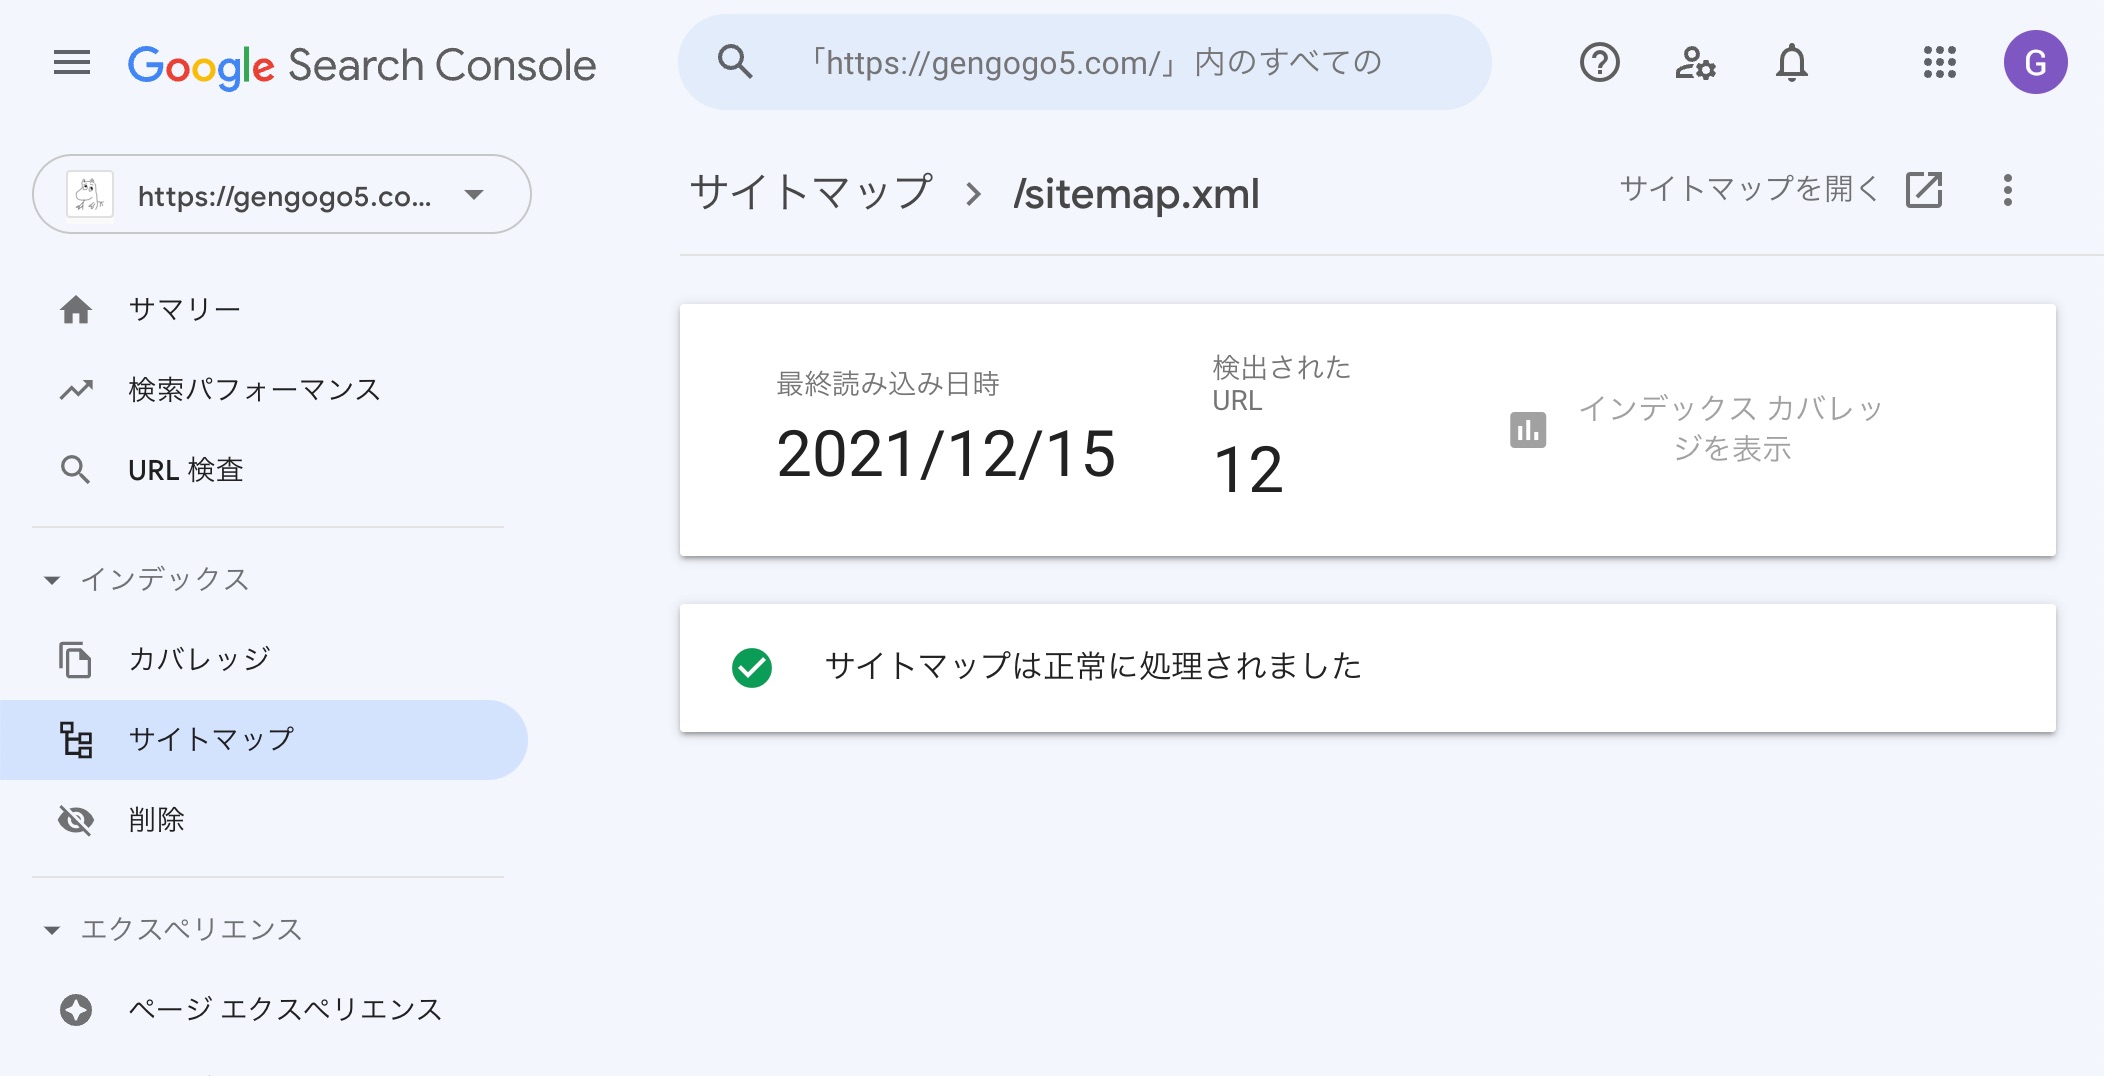 Google Search Console
「https://gengogo5.com/」内のすべての
G
https://gengogo5.co...
サイトマップ
/sitemap.xml
サイトマップを開く
サマリー
検索パフォーマンス
URL 検査
インデックス
カバレッジ
サイトマップ
削除
エクスペリエンス
ページ エクスペリエンス
最終読み込み日時
2021/12/15
検出された
URL
12
インデックス カバレッ
ジを表示
サイトマップは正常に処理されました